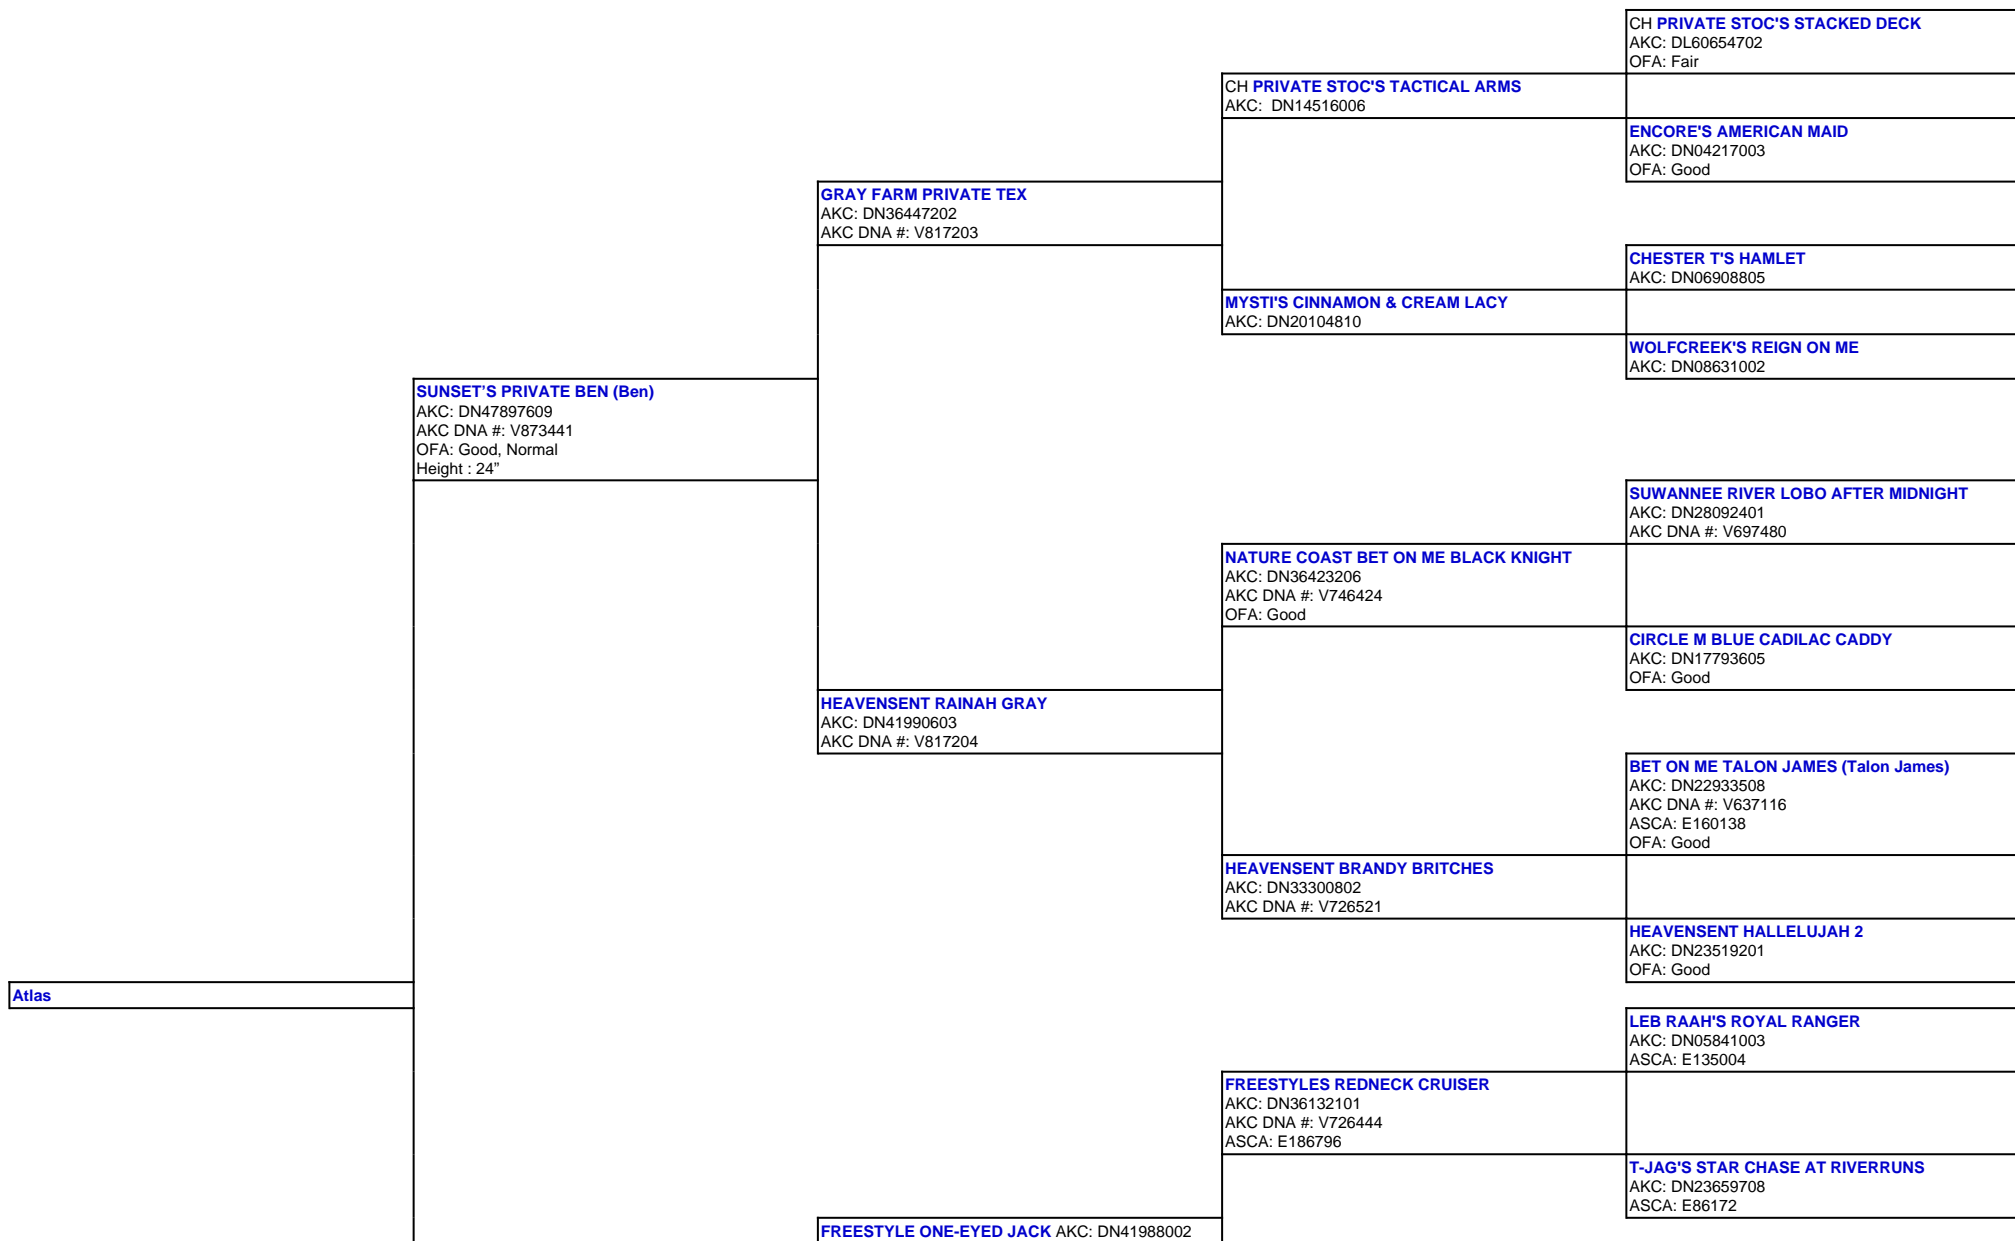 CH PRIVATE STOC'S STACKED DECK
AKC: DL60654702
OFA: Fair
CH PRIVATE STOC'S TACTICAL ARMS
AKC:  DN14516006
ENCORE'S AMERICAN MAID
AKC: DN04217003
OFA: Good
GRAY FARM PRIVATE TEX
AKC: DN36447202
AKC DNA #: V817203
CHESTER T'S HAMLET
AKC: DN06908805
MYSTI'S CINNAMON & CREAM LACY
AKC: DN20104810
WOLFCREEK'S REIGN ON ME
AKC: DN08631002
SUNSET’S PRIVATE BEN (Ben)
AKC: DN47897609
AKC DNA #: V873441
OFA: Good, Normal
Height : 24”
SUWANNEE RIVER LOBO AFTER MIDNIGHT
AKC: DN28092401
AKC DNA #: V697480
NATURE COAST BET ON ME BLACK KNIGHT
AKC: DN36423206
AKC DNA #: V746424
OFA: Good
CIRCLE M BLUE CADILAC CADDY
AKC: DN17793605
OFA: Good
HEAVENSENT RAINAH GRAY
AKC: DN41990603
AKC DNA #: V817204
BET ON ME TALON JAMES (Talon James)
AKC: DN22933508
AKC DNA #: V637116
ASCA: E160138
OFA: Good
HEAVENSENT BRANDY BRITCHES
AKC: DN33300802
AKC DNA #: V726521
HEAVENSENT HALLELUJAH 2
AKC: DN23519201
OFA: Good
Atlas
LEB RAAH'S ROYAL RANGER
AKC: DN05841003
ASCA: E135004
FREESTYLES REDNECK CRUISER
AKC: DN36132101
AKC DNA #: V726444
ASCA: E186796
T-JAG'S STAR CHASE AT RIVERRUNS
AKC: DN23659708
ASCA: E86172
FREESTYLE ONE-EYED JACK AKC: DN41988002